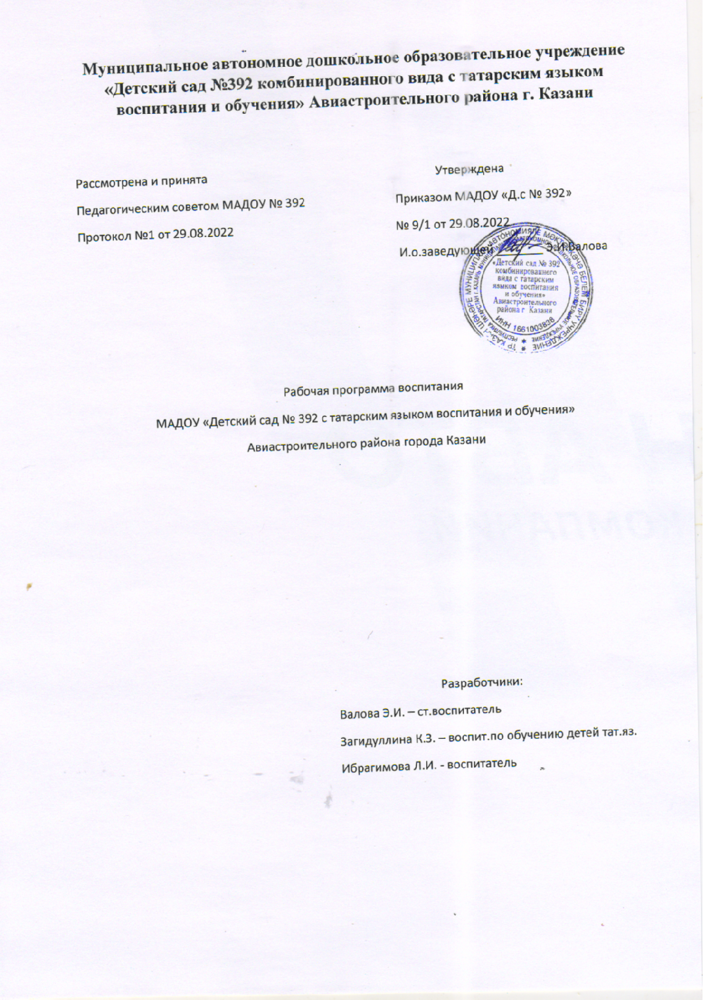 Муниципальное автономное дошкольное образовательное учреждение
«Детский сад №392 комбинированного вида с татарским языком
воспитания и обучения» Авиастроительного района г. Казани
Рассмотрена и принята
Педагогическим советом МАДОУ № 392
Протокол №1 от 29.08.2022
Утверждена
Приказом МАДОУ «Д.с № 392»
№ 9/1 от 29.08.2022
И.о.заведующей Э.И.Валова
«Детский сад № 392
комбинированного
вида с татарским
языком воспитания
и обучения»
Авиастроительного
района г Казани
ИНН 1661003838
Рабочая программа воспитания
МАДОУ «Детский сад № 392 с татарским языком воспитания и обучения»
Авиастроительного района города Казани
Разработчики:
Валова Э.И. – ст.воспитатель
Загидуллина К.З. – воспит.по обучению детей тат.яз.
Ибрагимова Л.И. - воспитатель